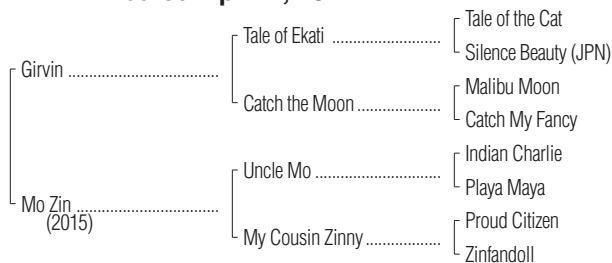 Tale of the Cat
Tale of Ekati
Silence Beauty (JPN)
Girvin
Malibu Moon
Catch the Moon
Catch My Fancy
Indian Charlie
Uncle Mo
Playa Maya
Mo Zin
(2015)
Proud Citizen
My Cousin Zinny
Zinfandoll